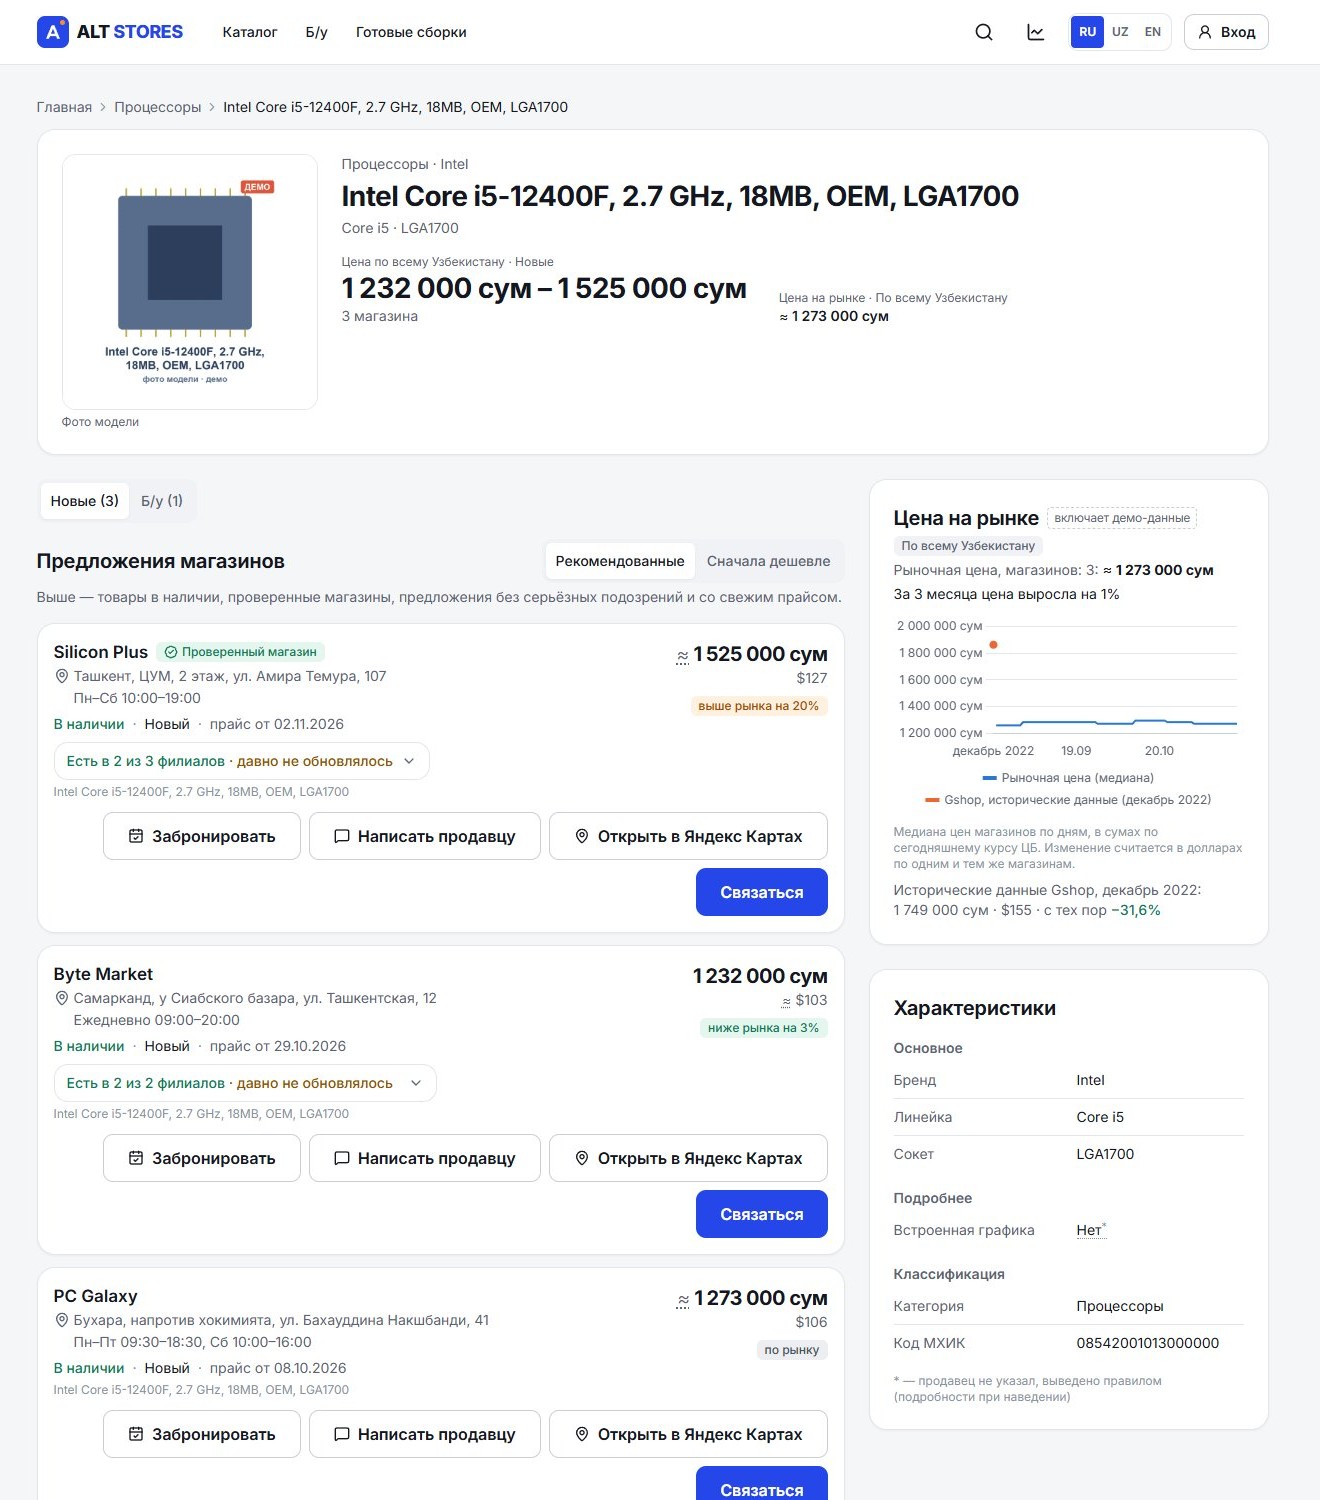 ALT STORES
Каталог
Б/у
Готовые сборки
RU
UZ
EN
Вход
Главная > Процессоры > Intel Core i5-12400F, 2.7 GHz, 18MB, OEM, LGA1700
ДЕМО
Intel Core i5-12400F, 2.7 GHz,
18MB, OEM, LGA1700
фото модели · демо
Фото модели
Процессоры · Intel
Intel Core i5-12400F, 2.7 GHz, 18MB, OEM, LGA1700
Core i5 · LGA1700
Цена по всему Узбекистану · Новые
1 232 000 сум – 1 525 000 сум
3 магазина
Цена на рынке · По всему Узбекистану
≈ 1 273 000 сум
Новые (3)
Б/у (1)
Предложения магазинов
Рекомендованные
Сначала дешевле
Выше — товары в наличии, проверенные магазины, предложения без серьёзных подозрений и со свежим прайсом.
Silicon Plus
Проверенный магазин
Ташкент, ЦУМ, 2 этаж, ул. Амира Темура, 107
Пн–Сб 10:00–19:00
В наличии · Новый · прайс от 02.11.2026
Есть в 2 из 3 филиалов · давно не обновлялось
Intel Core i5-12400F, 2.7 GHz, 18MB, OEM, LGA1700
≈ 1 525 000 сум
$127
выше рынка на 20%
Забронировать
Написать продавцу
Открыть в Яндекс Картах
Связаться
Byte Market
Самарканд, у Сиабского базара, ул. Ташкентская, 12
Ежедневно 09:00–20:00
В наличии · Новый · прайс от 29.10.2026
Есть в 2 из 2 филиалов · давно не обновлялось
Intel Core i5-12400F, 2.7 GHz, 18MB, OEM, LGA1700
1 232 000 сум
≈ $103
ниже рынка на 3%
Забронировать
Написать продавцу
Открыть в Яндекс Картах
Связаться
PC Galaxy
Бухара, напротив хокимията, ул. Бахауддина Накшбанди, 41
Пн–Пт 09:30–18:30, Сб 10:00–16:00
В наличии · Новый · прайс от 08.10.2026
Intel Core i5-12400F, 2.7 GHz, 18MB, OEM, LGA1700
≈ 1 273 000 сум
$106
по рынку
Забронировать
Написать продавцу
Открыть в Яндекс Картах
Связаться
Цена на рынке
включает демо-данные
По всему Узбекистану
Рыночная цена, магазинов: 3: ≈ 1 273 000 сум
За 3 месяца цена выросла на 1%
2 000 000 сум
1 800 000 сум
1 600 000 сум
1 400 000 сум
1 200 000 сум
декабрь 2022
19.09
20.10
Рыночная цена (медиана)
Gshop, исторические данные (декабрь 2022)
Медиана цен магазинов по дням, в сумах по
сегодняшнему курсу ЦБ. Изменение считается в долларах
по одним и тем же магазинам.
Исторические данные Gshop, декабрь 2022:
1 749 000 сум · $155 · с тех пор −31,6%
Характеристики
Основное
Бренд
Intel
Линейка
Core i5
Сокет
LGA1700
Подробнее
Встроенная графика
Нет*
Классификация
Категория
Процессоры
Код МХИК
08542001013000000
* — продавец не указал, выведено правилом
(подробности при наведении)